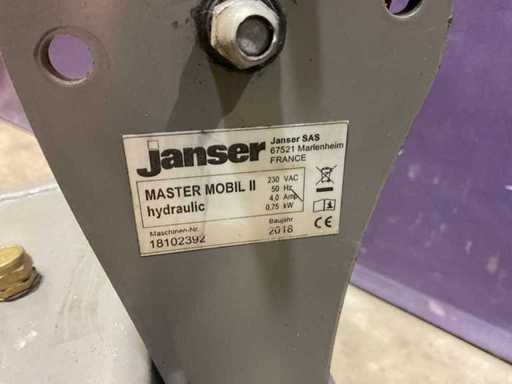 janser
Janser SAS
67521 Marlenheim
FRANCE
MASTER MOBIL II
hydraulic
230 VAC
50 Hz
4,0 Amp
0,75 kW
Maschinen-Nr.
18102392
Baujahr
2018
CE